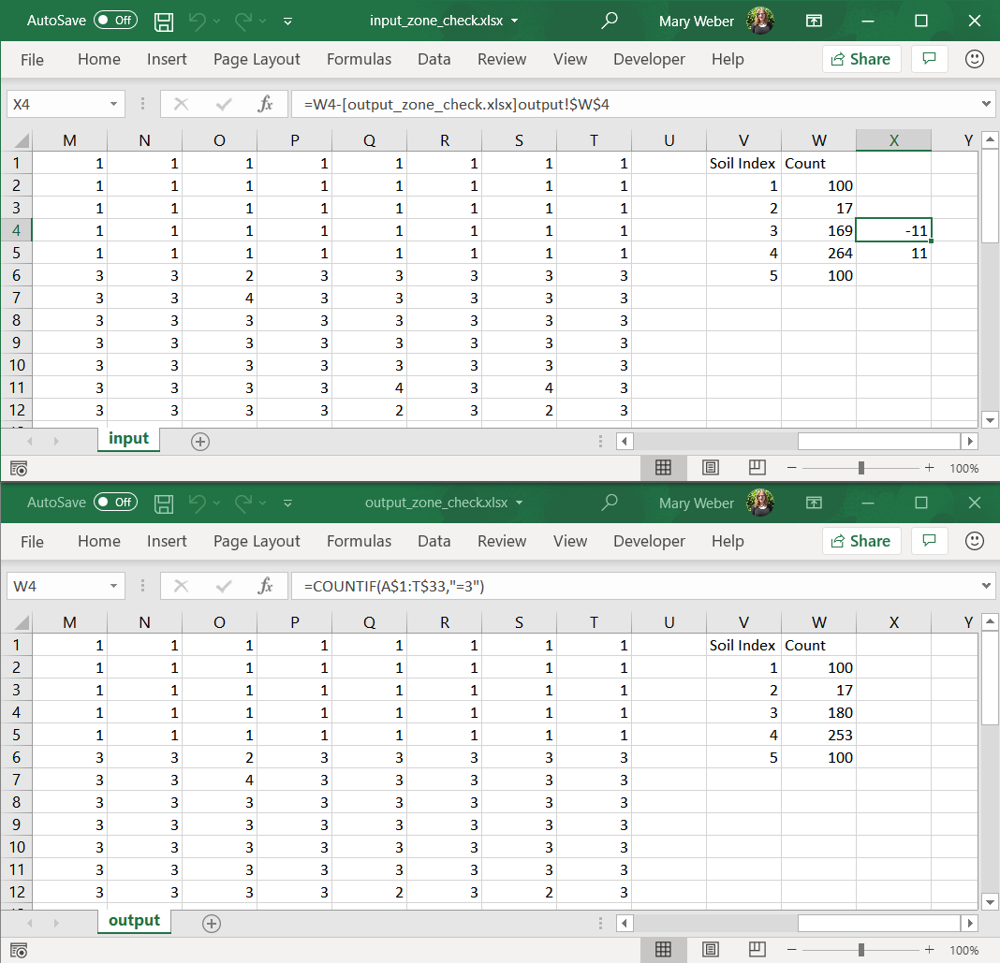 AutoSave Off input_zone_check.xlsx Mary Weber
File Home Insert Page Layout Formulas Data Review View Developer Help Share
X4 fx =W4-[output_zone_check.xlsx]output!$W$4
M N O P Q R S T U V W X Y
1 1 1 1 1 1 1 1 1 Soil Index Count
2 1 1 1 1 1 1 1 1 1 100
3 1 1 1 1 1 1 1 1 2 17
4 1 1 1 1 1 1 1 1 3 169 -11
5 1 1 1 1 1 1 1 1 4 264 11
6 3 3 2 3 3 3 3 3 5 100
7 3 3 4 3 3 3 3 3
8 3 3 3 3 3 3 3 3
9 3 3 3 3 3 3 3 3
10 3 3 3 3 3 3 3 3
11 3 3 3 3 4 3 4 3
12 3 3 3 3 2 3 2 3
input
100%
AutoSave Off output_zone_check.xlsx Mary Weber
File Home Insert Page Layout Formulas Data Review View Developer Help Share
W4 fx =COUNTIF(A$1:T$33,"=3")
M N O P Q R S T U V W X Y
1 1 1 1 1 1 1 1 1 Soil Index Count
2 1 1 1 1 1 1 1 1 1 100
3 1 1 1 1 1 1 1 1 2 17
4 1 1 1 1 1 1 1 1 3 180
5 1 1 1 1 1 1 1 1 4 253
6 3 3 2 3 3 3 3 3 5 100
7 3 3 4 3 3 3 3 3
8 3 3 3 3 3 3 3 3
9 3 3 3 3 3 3 3 3
10 3 3 3 3 3 3 3 3
11 3 3 3 3 3 3 3 3
12 3 3 3 3 2 3 2 3
output
100%